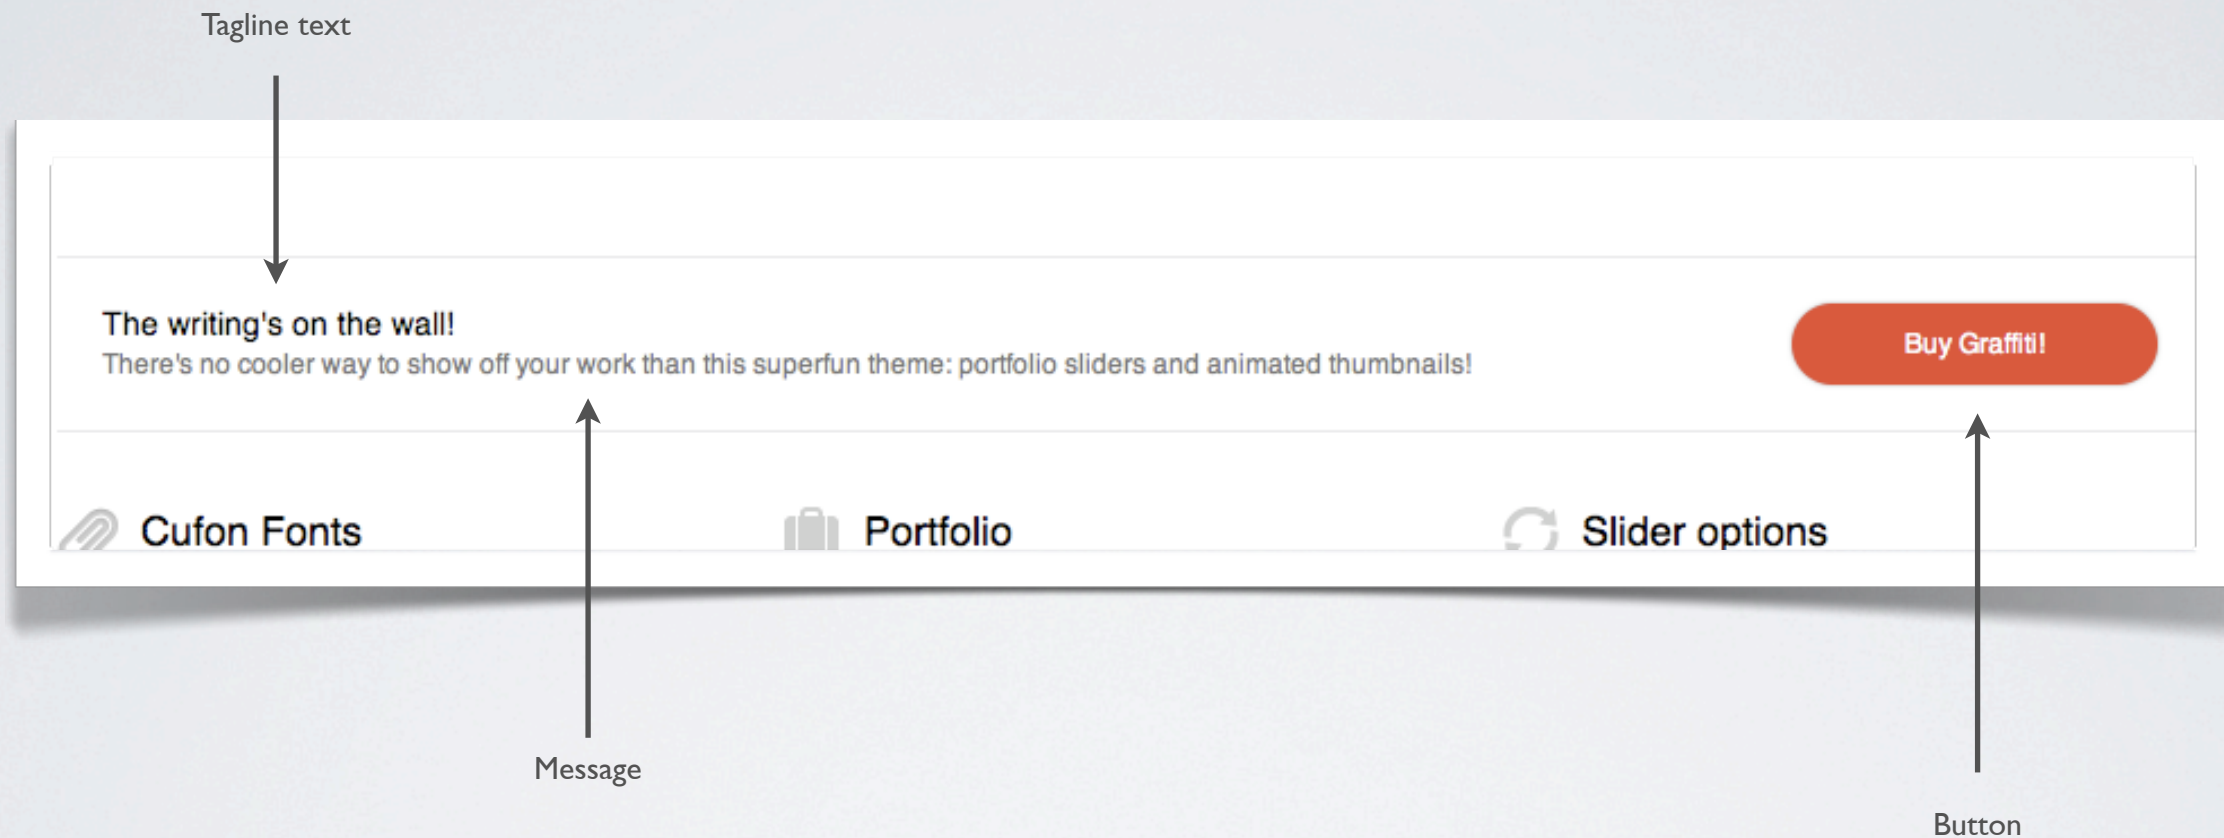 Tagline text
The writing's on the wall!
There's no cooler way to show off your work than this superfun theme: portfolio sliders and animated thumbnails!
Buy Graffiti!
Cufon Fonts
Portfolio
Slider options
Message
Button